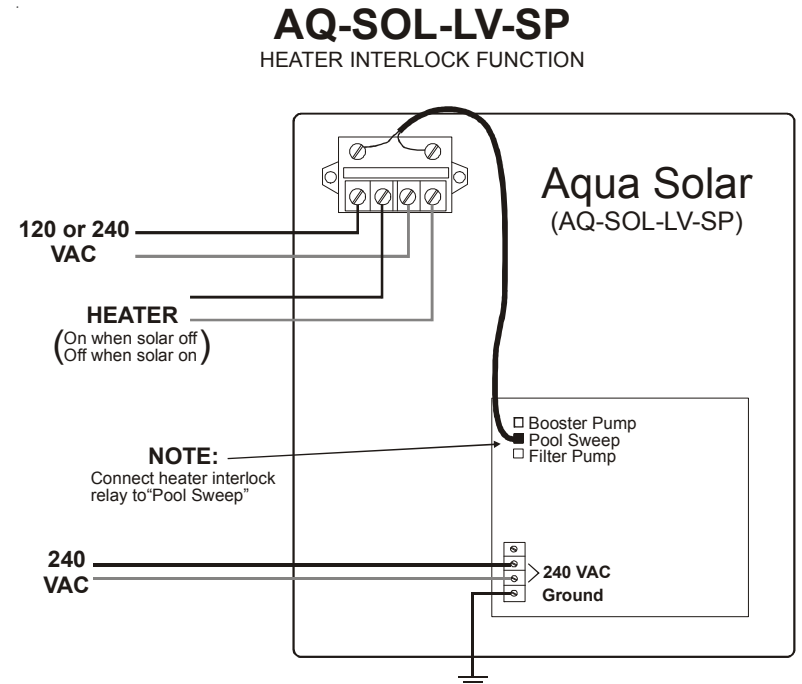 AQ-SOL-LV-SP
HEATER INTERLOCK FUNCTION
Aqua Solar
(AQ-SOL-LV-SP)
120 or 240
VAC
HEATER
(On when solar off
Off when solar on)
Booster Pump
Pool Sweep
Filter Pump
NOTE:
Connect heater interlock
relay to“Pool Sweep”
240
VAC
240 VAC
Ground